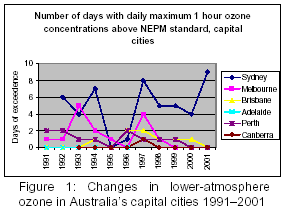 Number of days with daily maximum 1 hour ozone
concentrations above NEPM standard, capital
cities
Days of exceedence
10
8
6
4
2
0
1991
1992
1993
1994
1995
1996
1997
1998
1999
2000
2001
Sydney
Melbourne
Brisbane
Adelaide
Perth
Canberra
Figure 1: Changes in lower-atmosphere
ozone in Australia's capital cities 1991–2001